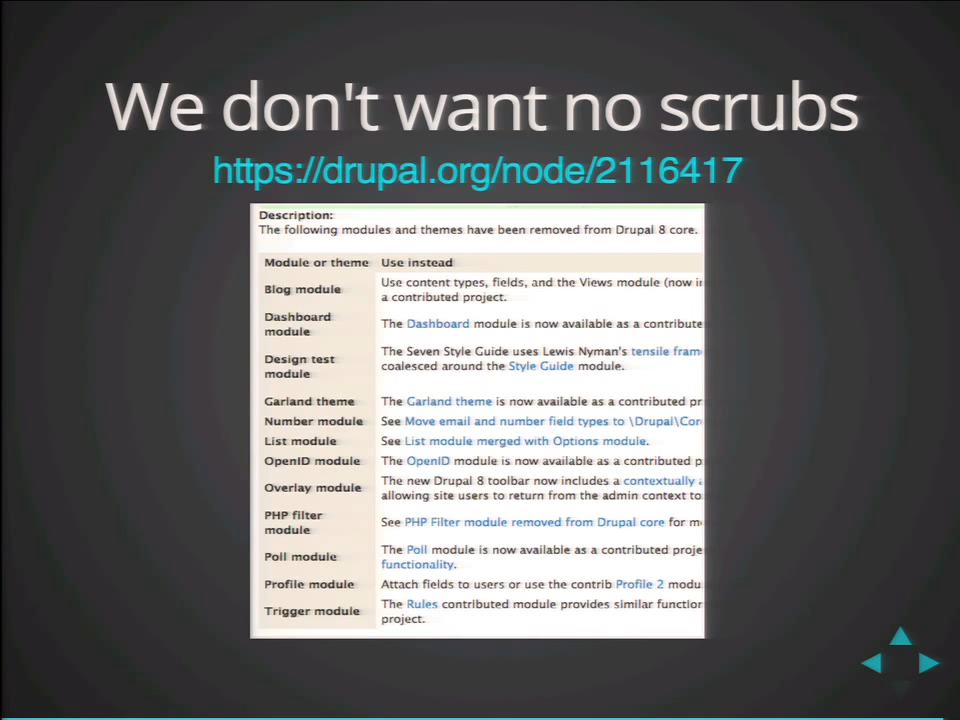 We don't want no scrubs
https://drupal.org/node/2116417
Description:
The following modules and themes have been removed from Drupal 8 core.
Module or theme Use instead
Blog module Use content types, fields, and the Views module (now in
a contributed project.
Dashboard
module The Dashboard module is now available as a contribute
Design test
module The Seven Style Guide uses Lewis Nyman's tensile fram
coalesced around the Style Guide module.
Garland theme The Garland theme is now available as a contributed pr
Number module See Move email and number field types to \Drupal\Cor
List module See List module merged with Options module.
OpenID module The OpenID module is now available as a contributed p
Overlay module The new Drupal 8 toolbar now includes a contextually a
allowing site users to return from the admin context to
PHP filter
module See PHP Filter module removed from Drupal core for m
Poll module The Poll module is now available as a contributed proje
functionality.
Profile module Attach fields to users or use the contrib Profile 2 modu
Trigger module The Rules contributed module provides similar function
project.